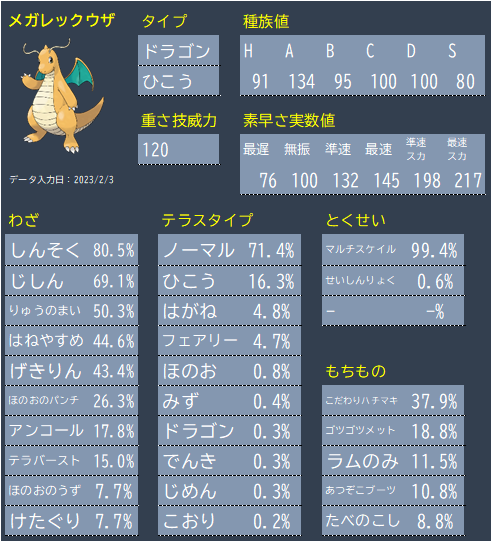 メガレックウザ
タイプ
種族値
ドラゴン
ひこう
H A B C D S
91 134 95 100 100 80
重さ技威力
120
素早さ実数値
最遅 無振 準速 最速 準速スカ 最速スカ
76 100 132 145 198 217
データ入力日：2023/2/3
わざ
しんそく 80.5%
じしん 69.1%
りゅうのまい 50.3%
はねやすめ 44.6%
げきりん 43.4%
ほのおのパンチ 26.3%
アンコール 17.8%
テラバースト 15.0%
ほのおのうず 7.7%
けたぐり 7.7%
テラスタイプ
ノーマル 71.4%
ひこう 16.3%
はがね 4.8%
フェアリー 4.7%
ほのお 0.8%
みず 0.4%
ドラゴン 0.3%
でんき 0.3%
じめん 0.3%
こおり 0.2%
とくせい
マルチスケイル 99.4%
せいしんりょく 0.6%
- -%
もちもの
こだわりハチマキ 37.9%
ゴツゴツメット 18.8%
ラムのみ 11.5%
あつぞこブーツ 10.8%
たべのこし 8.8%